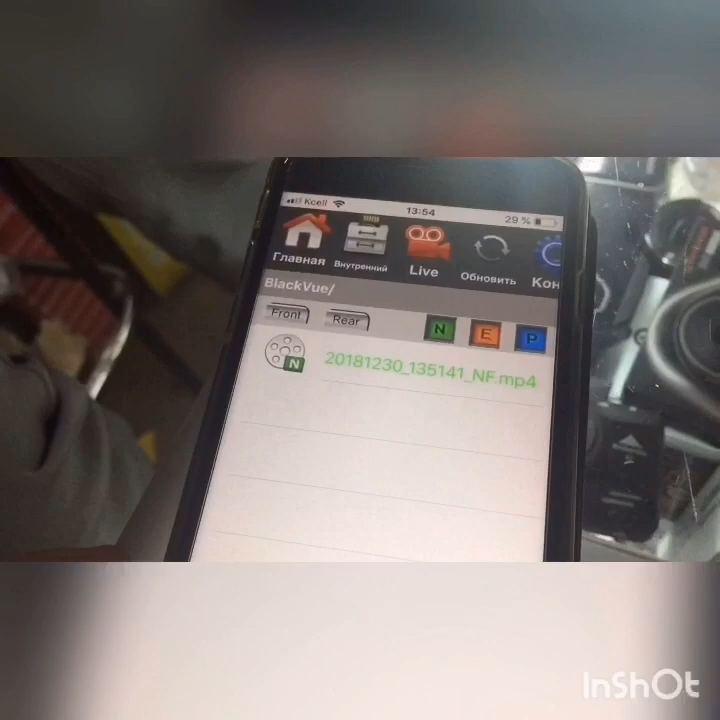 Kcell 13:54 29 %
Главная Внутренний Live Обновить Кон
BlackVue/
Front Rear N E P
N 20181230_135141_NF.mp4
InShOt